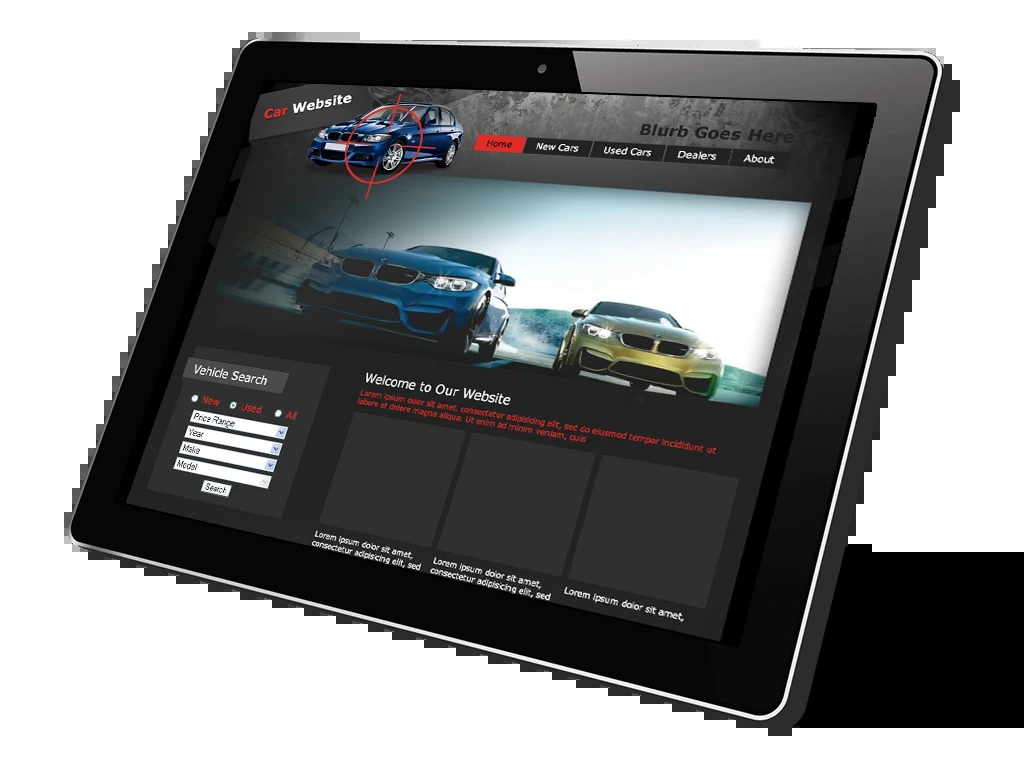 Car Website
Blurb Goes Here
Home
New Cars
Used Cars
Dealers
About
Vehicle Search
New
Used
All
Price Range
Year
Make
Model
Search
Welcome to Our Website
Lorem ipsum dolor sit amet, consectetur adipisicing elit, sed do eiusmod tempor incididunt ut
labore et dolore magna aliqua. Ut enim ad minim veniam, quis
Lorem ipsum dolor sit amet,
consectetur adipisicing elit, sed
Lorem ipsum dolor sit amet,
consectetur adipisicing elit, sed
Lorem ipsum dolor sit amet,